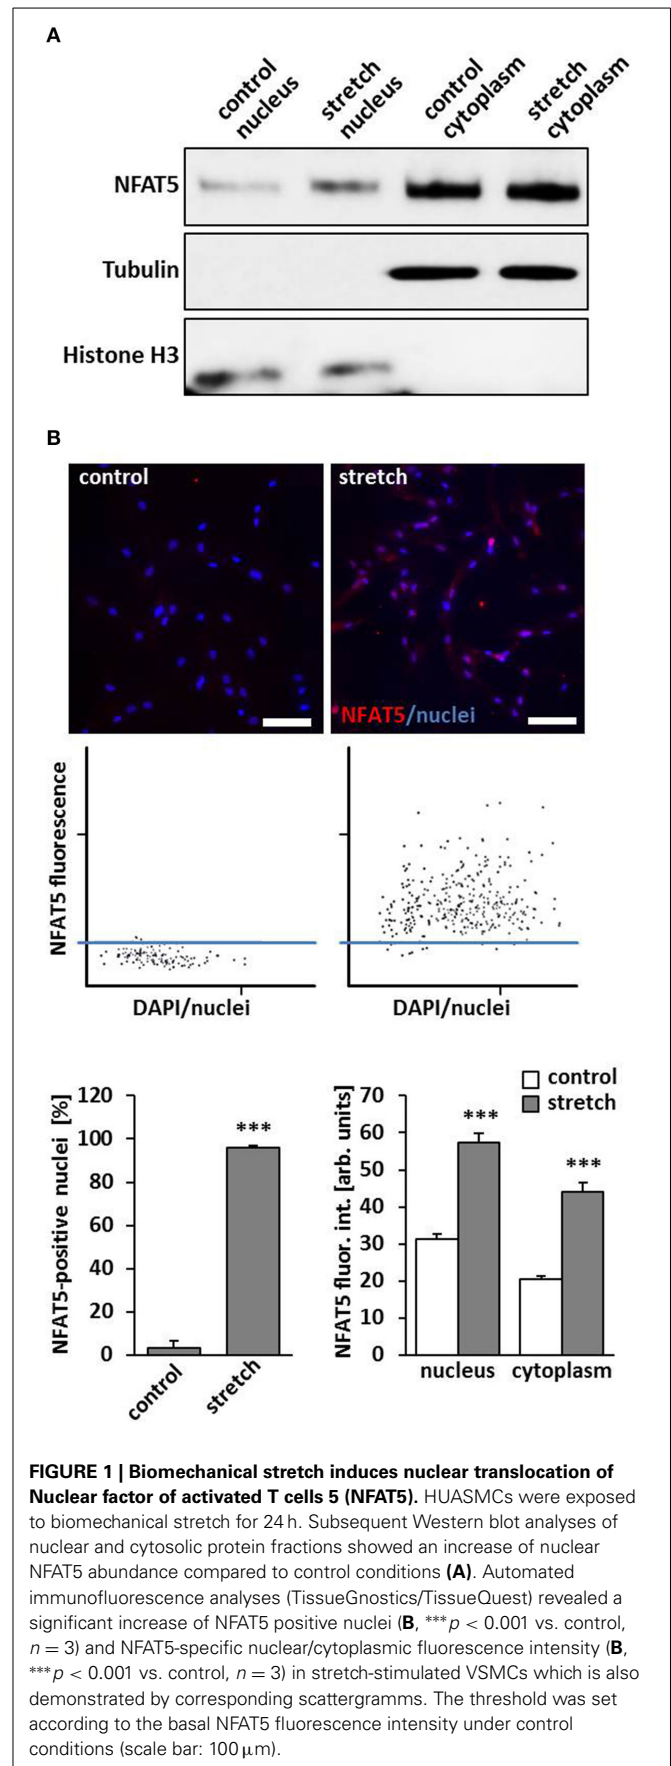 A
control
nucleus
stretch
nucleus
control
cytoplasm
stretch
cytoplasm
NFAT5
Tubulin
Histone H3
B
control
stretch
NFAT5/nuclei
NFAT5 fluorescence
DAPI/nuclei
DAPI/nuclei
NFAT5-positive nuclei [%]
120
100
80
60
40
20
0
***
control
stretch
NFAT5 fluor. int. [arb. units]
70
60
50
40
30
20
10
0
control
stretch
***
***
nucleus
cytoplasm
FIGURE 1 | Biomechanical stretch induces nuclear translocation of
Nuclear factor of activated T cells 5 (NFAT5). HUASMCs were exposed
to biomechanical stretch for 24 h. Subsequent Western blot analyses of
nuclear and cytosolic protein fractions showed an increase of nuclear
NFAT5 abundance compared to control conditions (A). Automated
immunofluorescence analyses (TissueGnostics/TissueQuest) revealed a
significant increase of NFAT5 positive nuclei (B, ***p < 0.001 vs. control,
n = 3) and NFAT5-specific nuclear/cytoplasmic fluorescence intensity (B,
***p < 0.001 vs. control, n = 3) in stretch-stimulated VSMCs which is also
demonstrated by corresponding scattergramms. The threshold was set
according to the basal NFAT5 fluorescence intensity under control
conditions (scale bar: 100 μm).